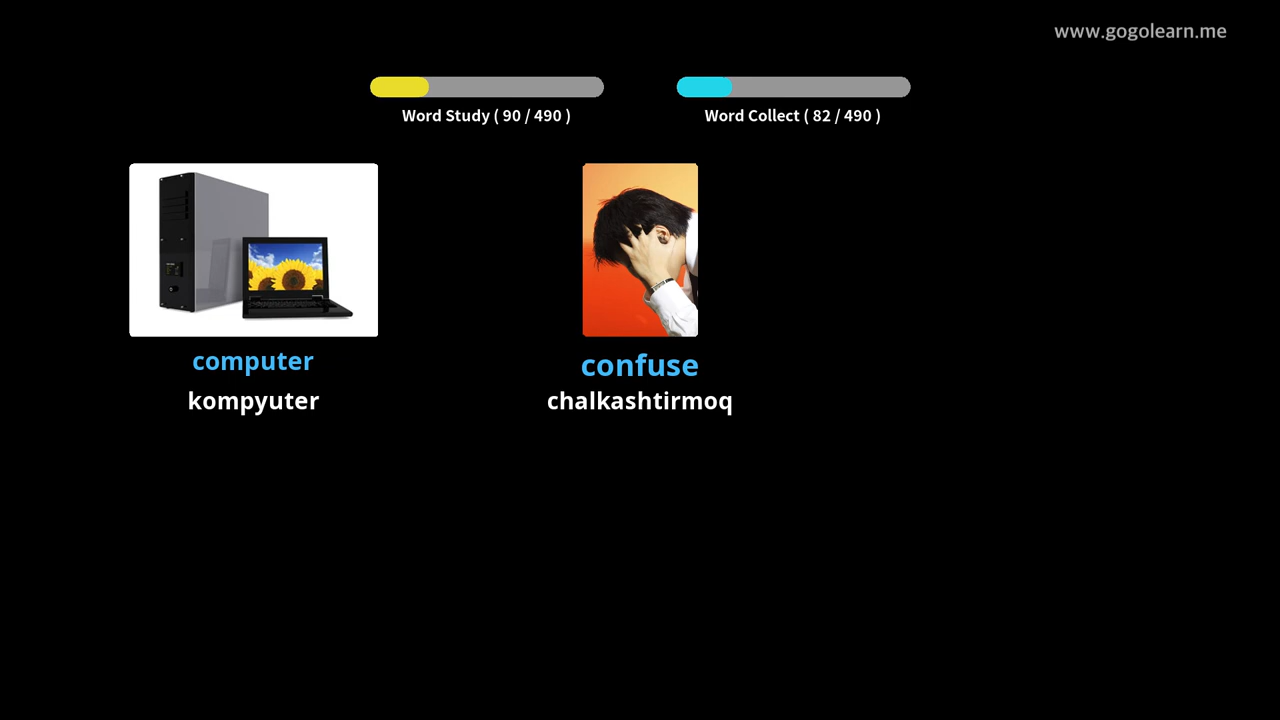 www.gogolearn.me
Word Study ( 90 / 490 )
Word Collect ( 82 / 490 )
computer
kompyuter
confuse
chalkashtirmoq